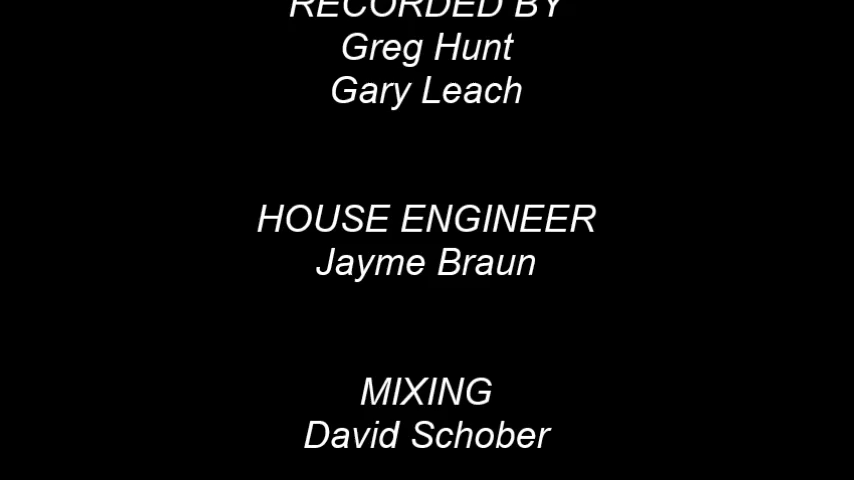 RECORDED BY
Greg Hunt
Gary Leach
HOUSE ENGINEER
Jayme Braun
MIXING
David Schober